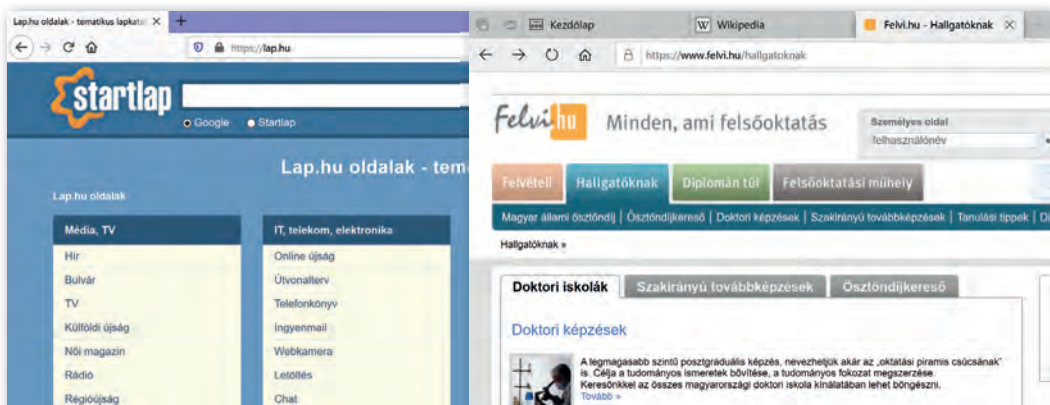 Lap.hu oldalak - tematikus lapkata
https://lap.hu
startlap
Google
Startlap
Lap.hu oldalak - tem
Lap.hu oldalak
Média, TV
Hír
Bulvár
TV
Külföldi újság
Női magazin
Rádió
Régióújság
IT, telekom, elektronika
Online újság
Útvonalterv
Telefonkönyv
Ingyenmail
Webkamera
Letöltés
Chat
Kezdőlap
W Wikipedia
Felvi.hu - Hallgatóknak
https://www.felvi.hu/hallgatoknak
Felvi.hu Minden, ami felsőoktatás
Személyes oldal
felhasználónév
Felvételi Hallgatóknak Diplomán túl Felsőoktatási műhely
Magyar állami ösztöndíj | Ösztöndíjkereső | Doktori képzések | Szakirányú továbbképzések | Tanulási tippek | Di
Hallgatóknak »
Doktori iskolák Szakirányú továbbképzések Ösztöndíjkereső
Doktori képzések
A legmagasabb szintű posztgraduális képzés, nevezhetjük akár az „oktatási piramis csúcsának"
is. Célja a tudományos ismeretek bővítése, a tudományos fokozat megszerzése.
Keresőnkkel az összes magyarországi doktori iskola kínálatában lehet böngészni.
Tovább »